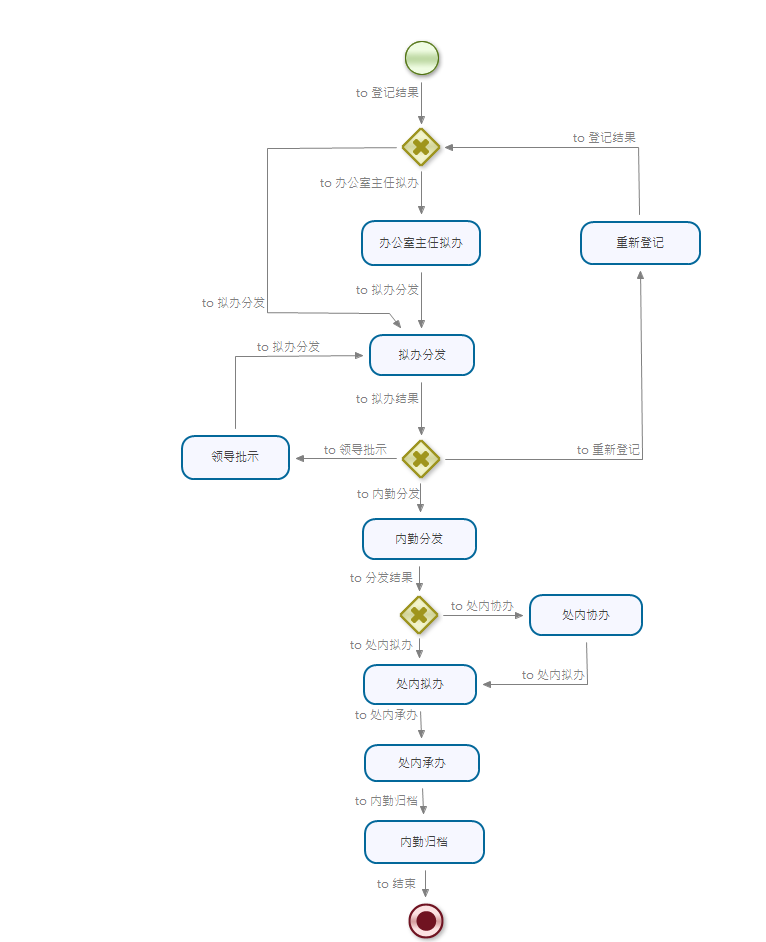 to 登记结果
to 登记结果
to 办公室主任拟办
办公室主任拟办
重新登记
to 拟办分发
to 拟办分发
to 拟办分发
拟办分发
to 拟办结果
to 领导批示
to 重新登记
领导批示
to 内勤分发
内勤分发
to 分发结果
to 处内协办
处内协办
to 处内拟办
to 处内拟办
处内拟办
to 处内承办
处内承办
to 内勤归档
内勤归档
to 结束